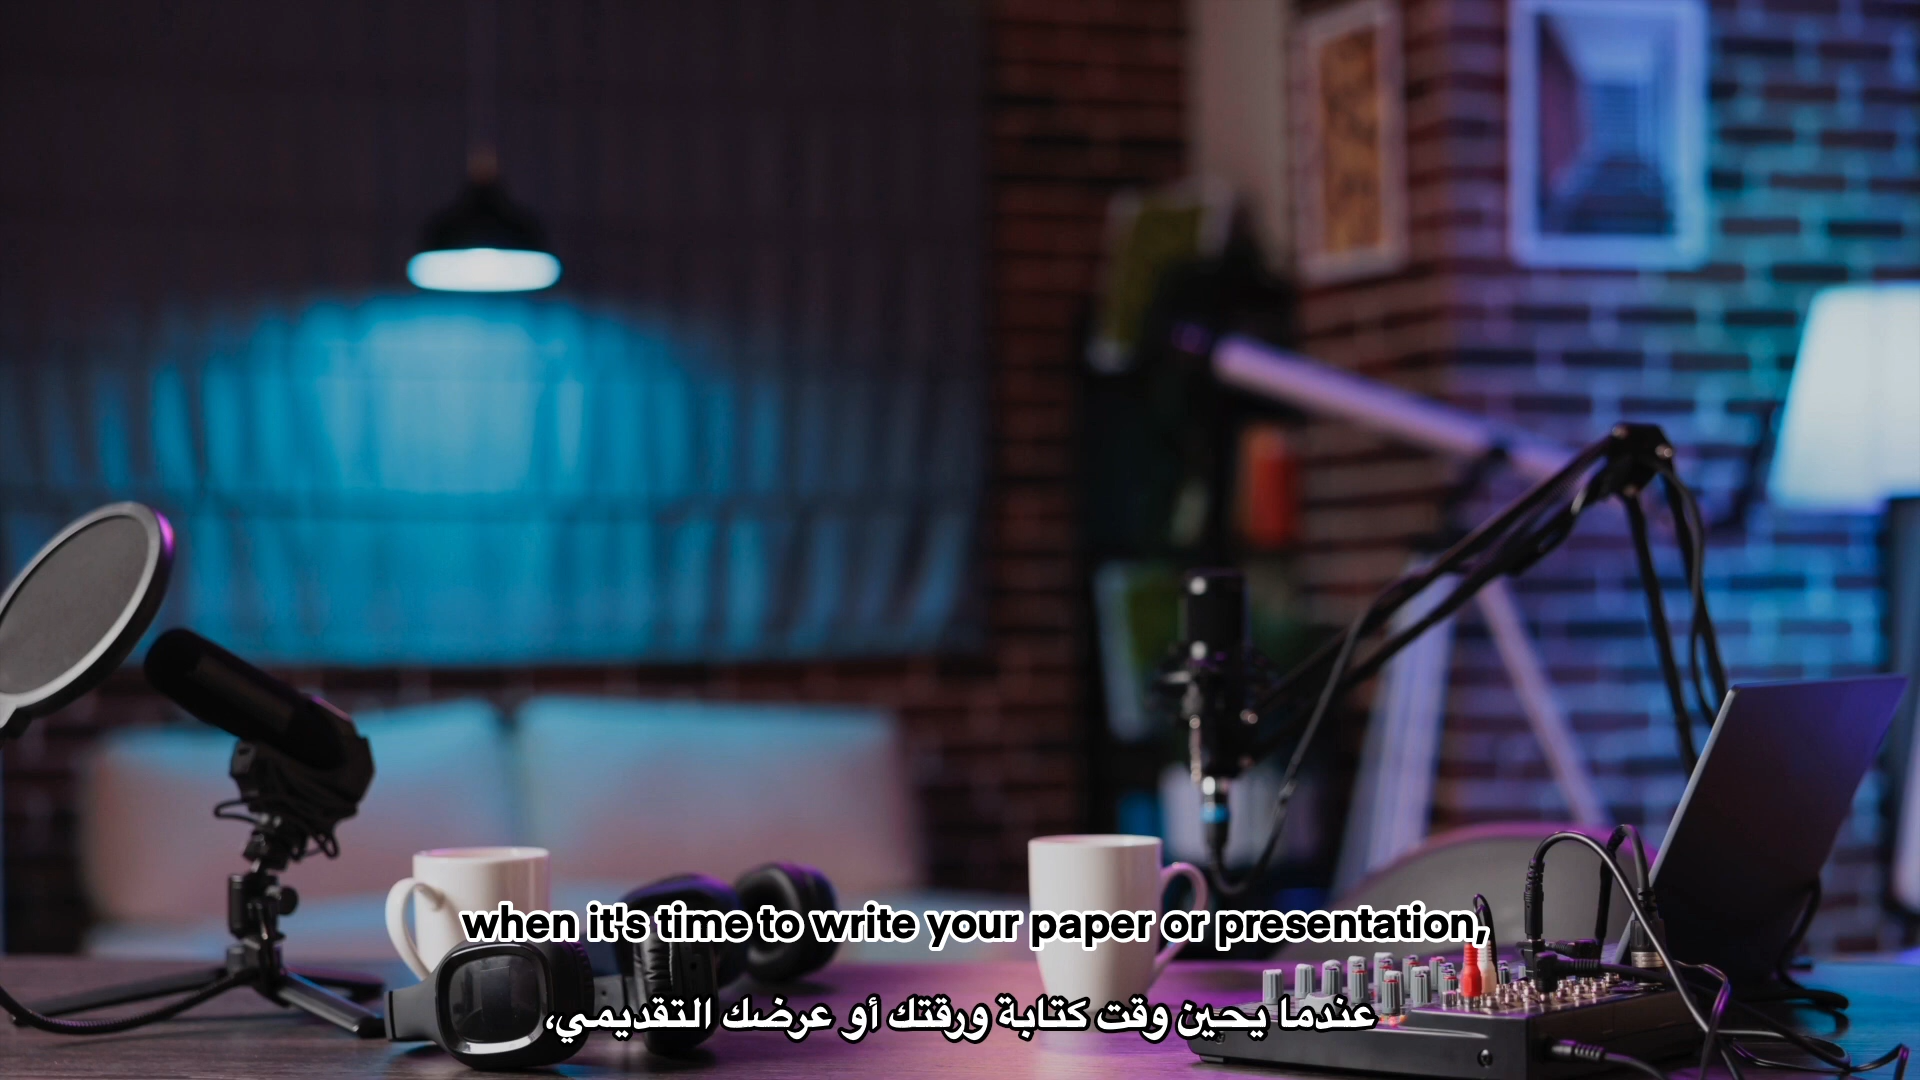 when it's time to write your paper or presentation,
عندما يحين وقت كتابة ورقتك أو عرضك التقديمي،